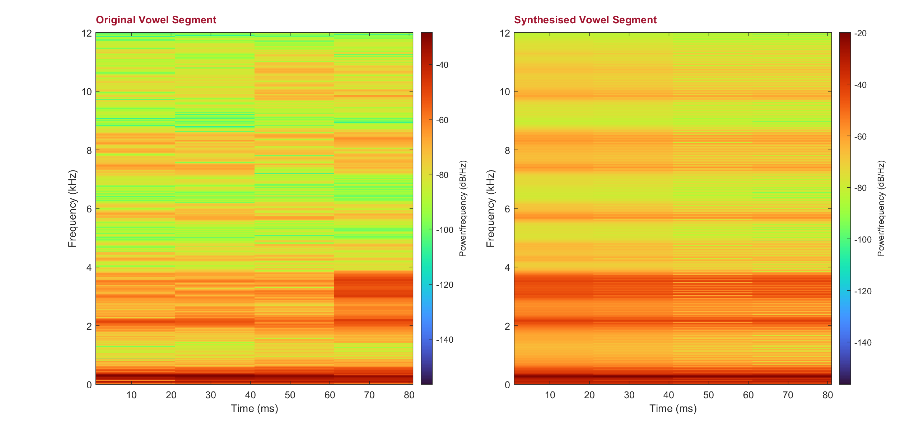 Original Vowel Segment
12
10
8
6
4
2
0
Frequency (kHz)
10 20 30 40 50 60 70 80
Time (ms)
-40
-60
-80
-100
-120
-140
Power/frequency (dB/Hz)
Synthesised Vowel Segment
12
10
8
6
4
2
0
Frequency (kHz)
10 20 30 40 50 60 70 80
Time (ms)
-20
-40
-60
-80
-100
-120
-140
Power/frequency (dB/Hz)